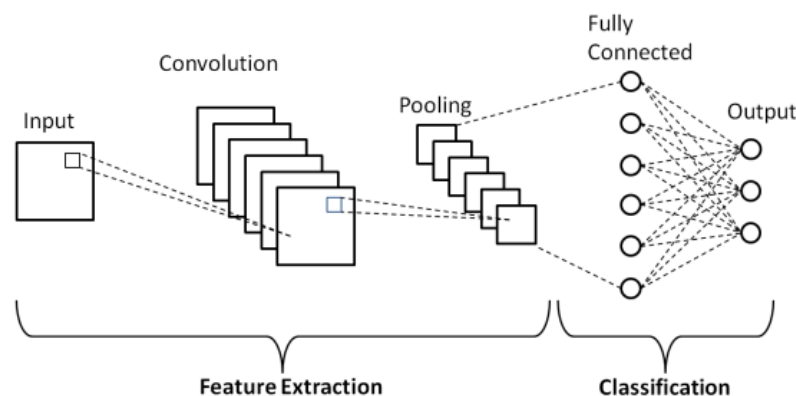 Fully
Connected
Convolution
Pooling
Input
Output
Feature Extraction
Classification